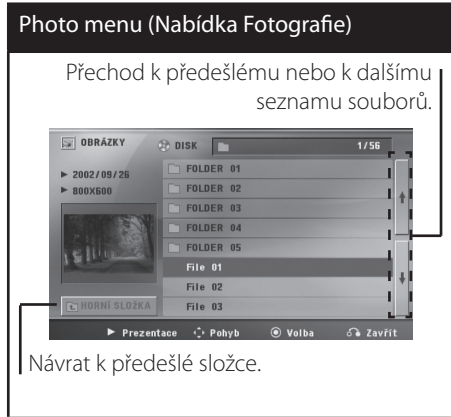 Photo menu (Nabídka Fotografie)
Přechod k předešlému nebo k dalšímu
seznamu souborů.
OBRÁZKY
DISK
1/56
► 2002/09/26
► 800X600
FOLDER 01
FOLDER 02
FOLDER 03
FOLDER 04
FOLDER 05
File 01
File 02
File 03
HORNÍ SLOŽKA
► Prezentace
Pohyb
Volba
Zavřít
Návrat k předešlé složce.